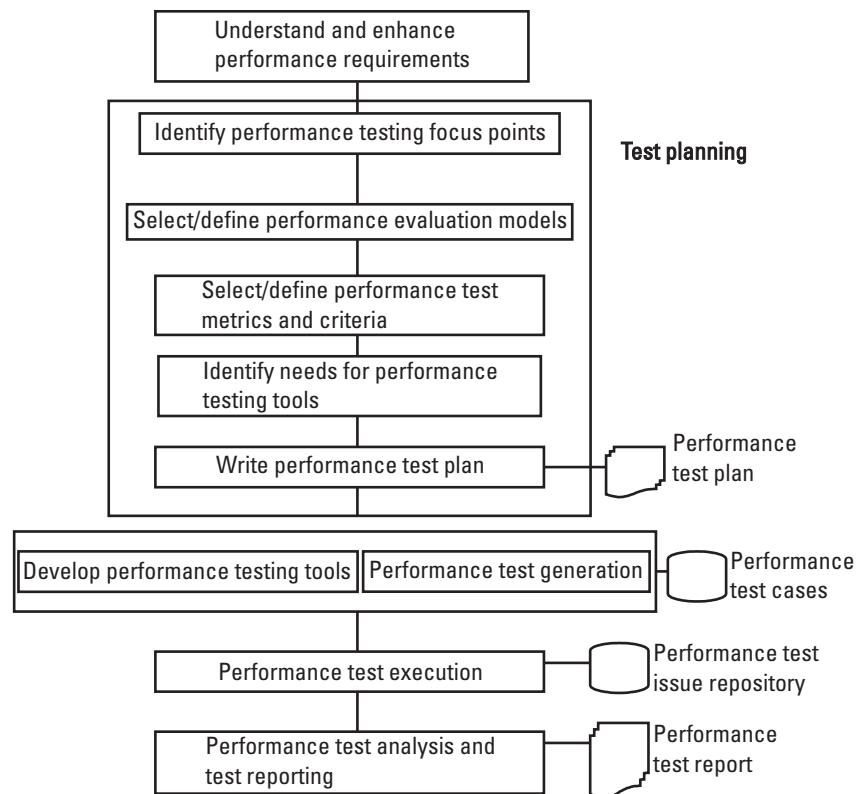 Understand and enhance
performance requirements
Identify performance testing focus points
Test planning
Select/define performance evaluation models
Select/define performance test
metrics and criteria
Identify needs for performance
testing tools
Write performance test plan
Performance
test plan
Develop performance testing tools
Performance test generation
Performance
test cases
Performance test execution
Performance test
issue repository
Performance test analysis and
test reporting
Performance
test report